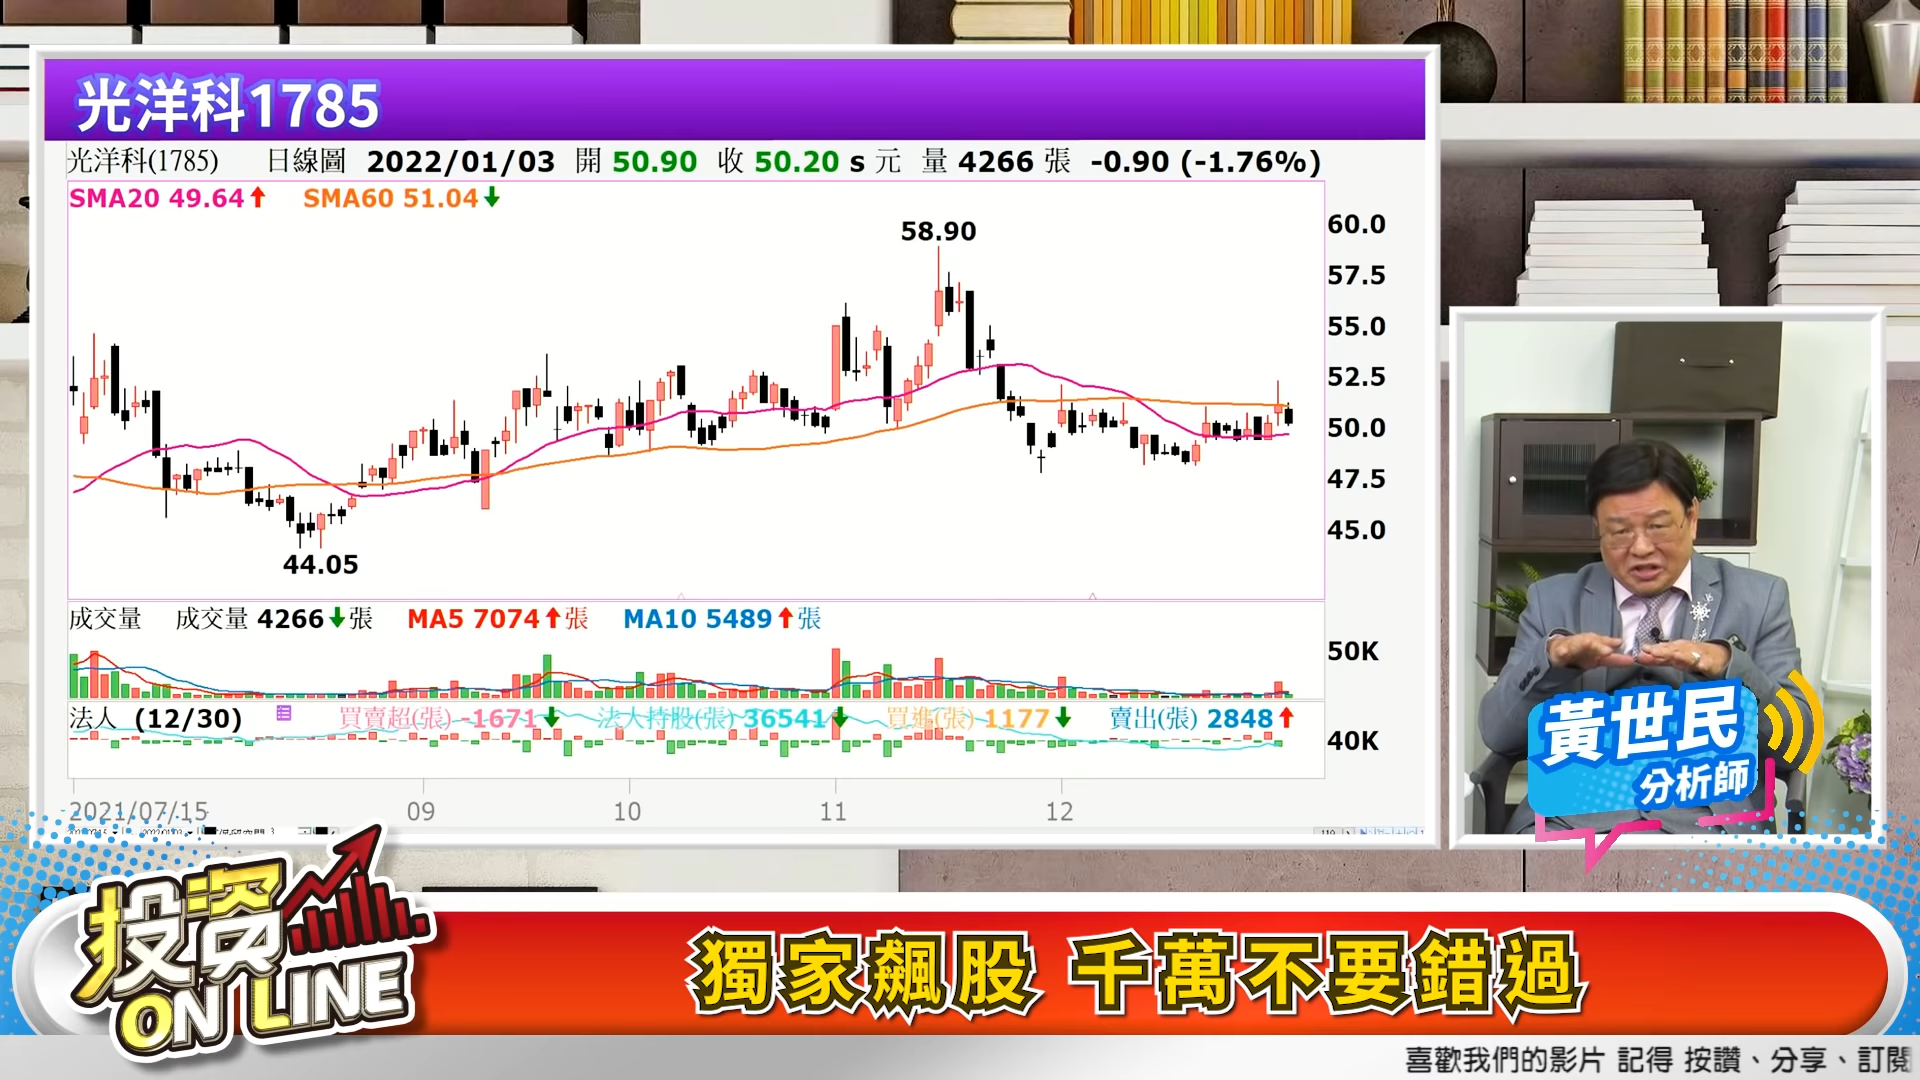 光洋科1785
光洋科(1785) 日線圖 2022/01/03 開 50.90 收 50.20 s 元 量 4266 張 -0.90 (-1.76%)
SMA20 49.64 SMA60 51.04
58.90
44.05
60.0
57.5
55.0
52.5
50.0
47.5
45.0
成交量 成交量 4266 張 MA5 7074 張 MA10 5489 張
50K
法人 (12/30) 買賣超(張) -1671 法人持股(張) 36541 買進(張) 1177 賣出(張) 2848
40K
2021/07/15 09 10 11 12
黃世民
分析師
投資
ON LINE
獨家飆股 千萬不要錯過
喜歡我們的影片 記得 按讚、分享、訂閱